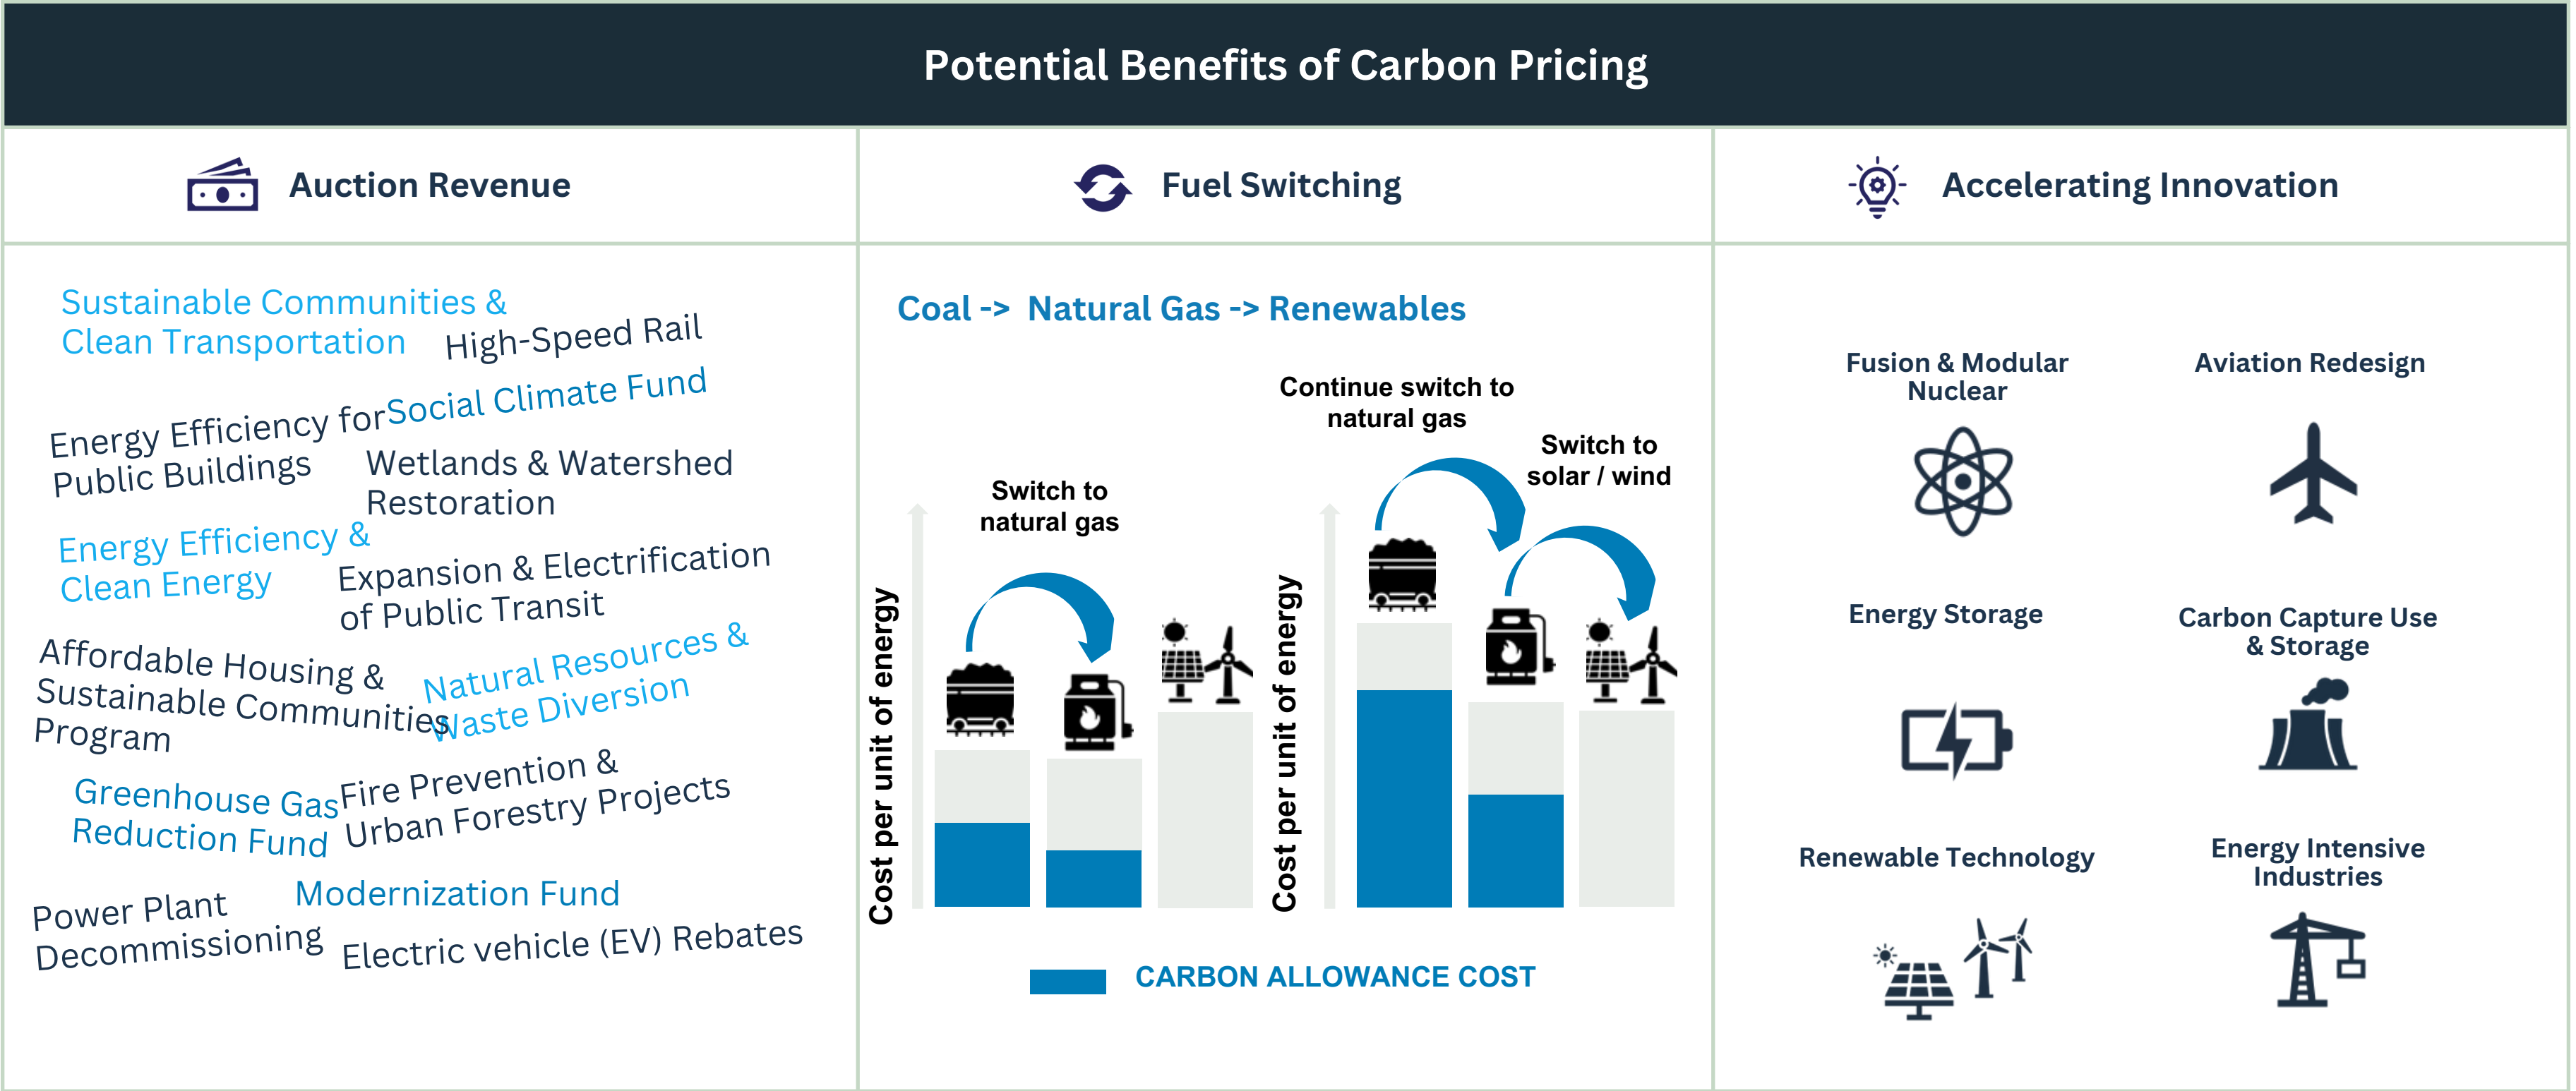 Potential Benefits of Carbon Pricing
Auction Revenue
Sustainable Communities &
Clean Transportation
High-Speed Rail
Social Climate Fund
Energy Efficiency for
Public Buildings
Wetlands & Watershed
Restoration
Energy Efficiency &
Clean Energy
Expansion & Electrification
of Public Transit
Affordable Housing &
Sustainable Communities
Program
Natural Resources &
Waste Diversion
Greenhouse Gas
Reduction Fund
Fire Prevention &
Urban Forestry Projects
Modernization Fund
Power Plant
Decommissioning
Electric vehicle (EV) Rebates
Fuel Switching
Coal -> Natural Gas -> Renewables
Cost per unit of energy
Switch to
natural gas
Cost per unit of energy
Continue switch to
natural gas
Switch to
solar / wind
CARBON ALLOWANCE COST
Accelerating Innovation
Fusion & Modular
Nuclear
Aviation Redesign
Energy Storage
Carbon Capture Use
& Storage
Renewable Technology
Energy Intensive
Industries